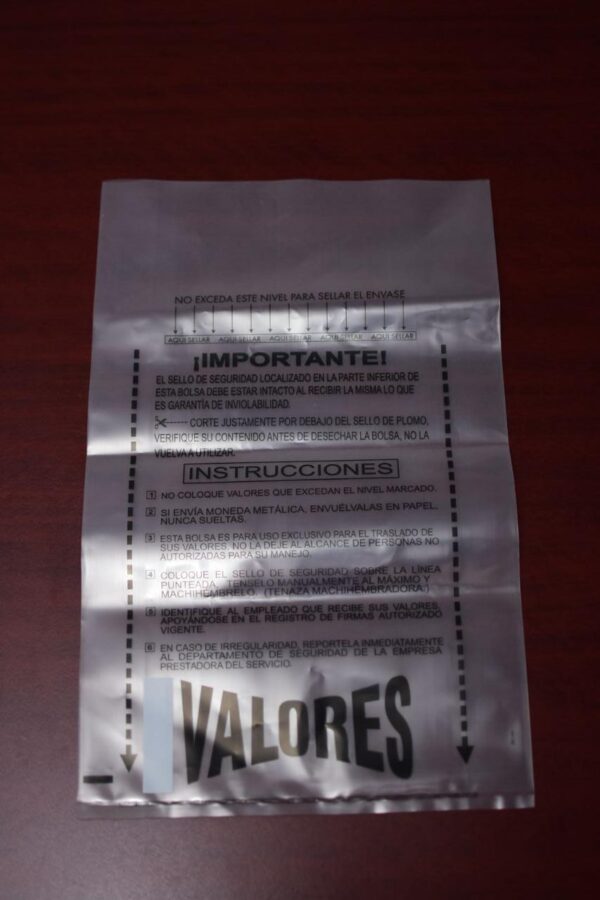 NO EXCEDA ESTE NIVEL PARA SELLAR EL ENVASE
AQUI SELLAR AQUI SELLAR AQUI SELLAR AQUI SELLAR AQUI SELLAR
¡IMPORTANTE!
EL SELLO DE SEGURIDAD LOCALIZADO EN LA PARTE INFERIOR DE
ESTA BOLSA DEBE ESTAR INTACTO AL RECIBIR LA MISMA LO QUE
ES GARANTIA DE INVIOLABILIDAD.
CORTE JUSTAMENTE POR DEBAJO DEL SELLO DE PLOMO,
VERIFIQUE SU CONTENIDO ANTES DE DESECHAR LA BOLSA, NO LA
VUELVA A UTILIZAR.
INSTRUCCIONES
1 NO COLOQUE VALORES QUE EXCEDAN EL NIVEL MARCADO.
2 SI ENVÍA MONEDA METÁLICA, ENVUÉLVALAS EN PAPEL,
NUNCA SUELTAS.
3 ESTA BOLSA ES PARA USO EXCLUSIVO PARA EL TRASLADO DE
SUS VALORES, NO LA DEJE AL ALCANCE DE PERSONAS NO
AUTORIZADAS PARA SU MANEJO.
4 COLOQUE EL SELLO DE SEGURIDAD SOBRE LA LÍNEA
PUNTEADA, TENSELO MANUALMENTE AL MÁXIMO Y
MACHIHÉMBRELO. (TENAZA MACHIHEMBRADORA.)
5 IDENTIFIQUE AL EMPLEADO QUE RECIBE SUS VALORES,
APOYÁNDOSE EN EL REGISTRO DE FIRMAS AUTORIZADO
VIGENTE.
6 EN CASO DE IRREGULARIDAD, REPORTELA INMEDIATAMENTE
AL DEPARTAMENTO DE SEGURIDAD DE LA EMPRESA
PRESTADORA DEL SERVICIO.
VALORES